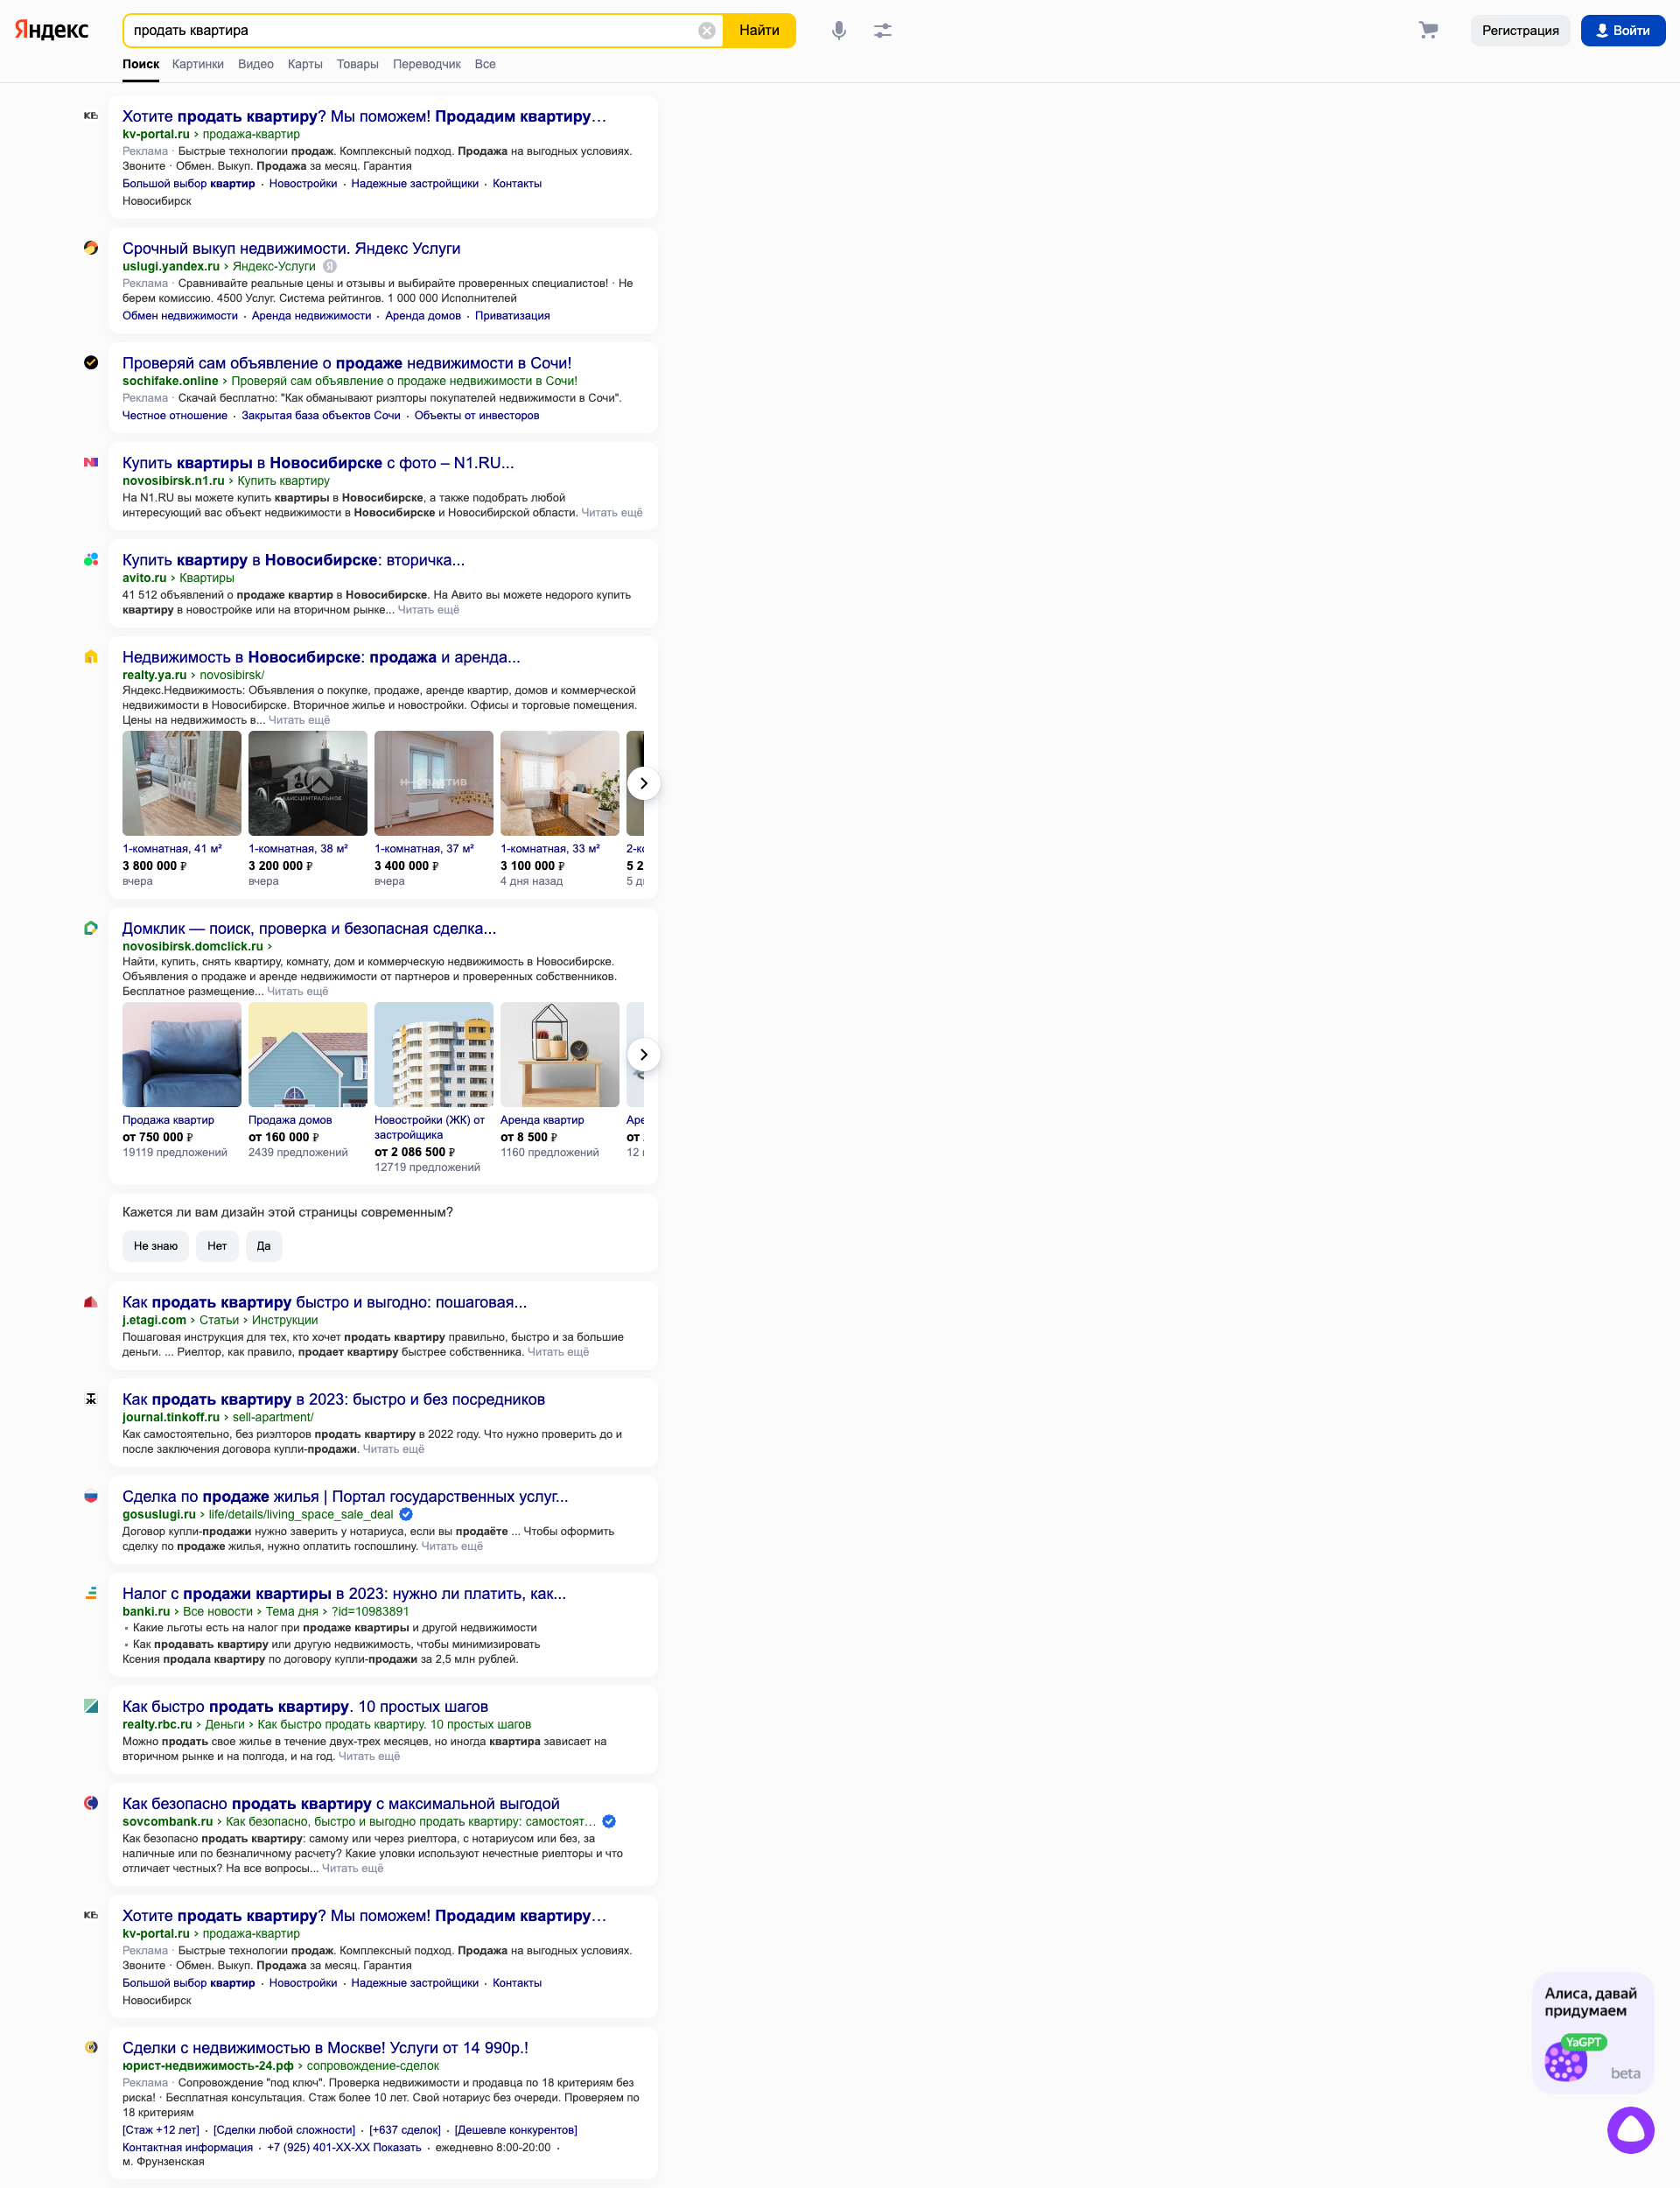 Яндекс
продать квартира
Найти
Регистрация
Войти
Поиск Картинки Видео Карты Товары Переводчик Все
Хотите продать квартиру? Мы поможем! Продадим квартиру…
kv-portal.ru › продажа-квартир
Реклама · Быстрые технологии продаж. Комплексный подход. Продажа на выгодных условиях.
Звоните · Обмен. Выкуп. Продажа за месяц. Гарантия
Большой выбор квартир · Новостройки · Надежные застройщики · Контакты
Новосибирск
Срочный выкуп недвижимости. Яндекс Услуги
uslugi.yandex.ru › Яндекс-Услуги
Реклама · Сравнивайте реальные цены и отзывы и выбирайте проверенных специалистов! · Не
берем комиссию. 4500 Услуг. Система рейтингов. 1 000 000 Исполнителей
Обмен недвижимости · Аренда недвижимости · Аренда домов · Приватизация
Проверяй сам объявление о продаже недвижимости в Сочи!
sochifake.online › Проверяй сам объявление о продаже недвижимости в Сочи!
Реклама · Скачай бесплатно: "Как обманывают риэлторы покупателей недвижимости в Сочи".
Честное отношение · Закрытая база объектов Сочи · Объекты от инвесторов
Купить квартиры в Новосибирске с фото – N1.RU...
novosibirsk.n1.ru › Купить квартиру
На N1.RU вы можете купить квартиры в Новосибирске, а также подобрать любой
интересующий вас объект недвижимости в Новосибирске и Новосибирской области. Читать ещё
Купить квартиру в Новосибирске: вторичка...
avito.ru › Квартиры
41 512 объявлений о продаже квартир в Новосибирске. На Авито вы можете недорого купить
квартиру в новостройке или на вторичном рынке... Читать ещё
Недвижимость в Новосибирске: продажа и аренда...
realty.ya.ru › novosibirsk/
Яндекс.Недвижимость: Объявления о покупке, продаже, аренде квартир, домов и коммерческой
недвижимости в Новосибирске. Вторичное жилье и новостройки. Офисы и торговые помещения.
Цены на недвижимость в... Читать ещё
1-комнатная, 41 м² 1-комнатная, 38 м² 1-комнатная, 37 м² 1-комнатная, 33 м²
3 800 000 ₽ 3 200 000 ₽ 3 400 000 ₽ 3 100 000 ₽ 5 2
вчера вчера вчера 4 дня назад
Домклик — поиск, проверка и безопасная сделка...
novosibirsk.domclick.ru ›
Найти, купить, снять квартиру, комнату, дом и коммерческую недвижимость в Новосибирске.
Объявления о продаже и аренде недвижимости от партнеров и проверенных собственников.
Бесплатное размещение... Читать ещё
Продажа квартир Продажа домов Новостройки (ЖК) от застройщика Аренда квартир
от 750 000 ₽ от 160 000 ₽ от 2 086 500 ₽ от 8 500 ₽ от
19119 предложений 2439 предложений 12719 предложений 1160 предложений 12
Кажется ли вам дизайн этой страницы современным?
Не знаю Нет Да
Как продать квартиру быстро и выгодно: пошаговая...
j.etagi.com › Статьи › Инструкции
Пошаговая инструкция для тех, кто хочет продать квартиру правильно, быстро и за большие
деньги. ... Риелтор, как правило, продает квартиру быстрее собственника. Читать ещё
Как продать квартиру в 2023: быстро и без посредников
journal.tinkoff.ru › sell-apartment/
Как самостоятельно, без риэлторов продать квартиру в 2022 году. Что нужно проверить до и
после заключения договора купли-продажи. Читать ещё
Сделка по продаже жилья | Портал государственных услуг...
gosuslugi.ru › life/details/living_space_sale_deal
Договор купли-продажи нужно заверить у нотариуса, если вы продаёте ... Чтобы оформить
сделку по продаже жилья, нужно оплатить госпошлину. Читать ещё
Налог с продажи квартиры в 2023: нужно ли платить, как...
banki.ru › Все новости › Тема дня › ?id=10983891
• Какие льготы есть на налог при продаже квартиры и другой недвижимости
• Как продавать квартиру или другую недвижимость, чтобы минимизировать
Ксения продала квартиру по договору купли-продажи за 2,5 млн рублей.
Как быстро продать квартиру. 10 простых шагов
realty.rbc.ru › Деньги › Как быстро продать квартиру. 10 простых шагов
Можно продать свое жилье в течение двух-трех месяцев, но иногда квартира зависает на
вторичном рынке и на полгода, и на год. Читать ещё
Как безопасно продать квартиру с максимальной выгодой
sovcombank.ru › Как безопасно, быстро и выгодно продать квартиру: самостоят…
Как безопасно продать квартиру: самому или через риелтора, с нотариусом или без, за
наличные или по безналичному расчету? Какие уловки используют нечестные риелторы и что
отличает честных? На все вопросы... Читать ещё
Хотите продать квартиру? Мы поможем! Продадим квартиру…
kv-portal.ru › продажа-квартир
Реклама · Быстрые технологии продаж. Комплексный подход. Продажа на выгодных условиях.
Звоните · Обмен. Выкуп. Продажа за месяц. Гарантия
Большой выбор квартир · Новостройки · Надежные застройщики · Контакты
Новосибирск
Сделки с недвижимостью в Москве! Услуги от 14 990р.!
юрист-недвижимость-24.рф › сопровождение-сделок
Реклама · Сопровождение "под ключ". Проверка недвижимости и продавца по 18 критериям без
риска! · Бесплатная консультация. Стаж более 10 лет. Свой нотариус без очереди. Проверяем по
18 критериям
[Стаж +12 лет] · [Сделки любой сложности] · [+637 сделок] · [Дешевле конкурентов]
Контактная информация · +7 (925) 401-XX-XX Показать · ежедневно 8:00-20:00 ·
м. Фрунзенская
Алиса, давай
придумаем
YaGPT
beta